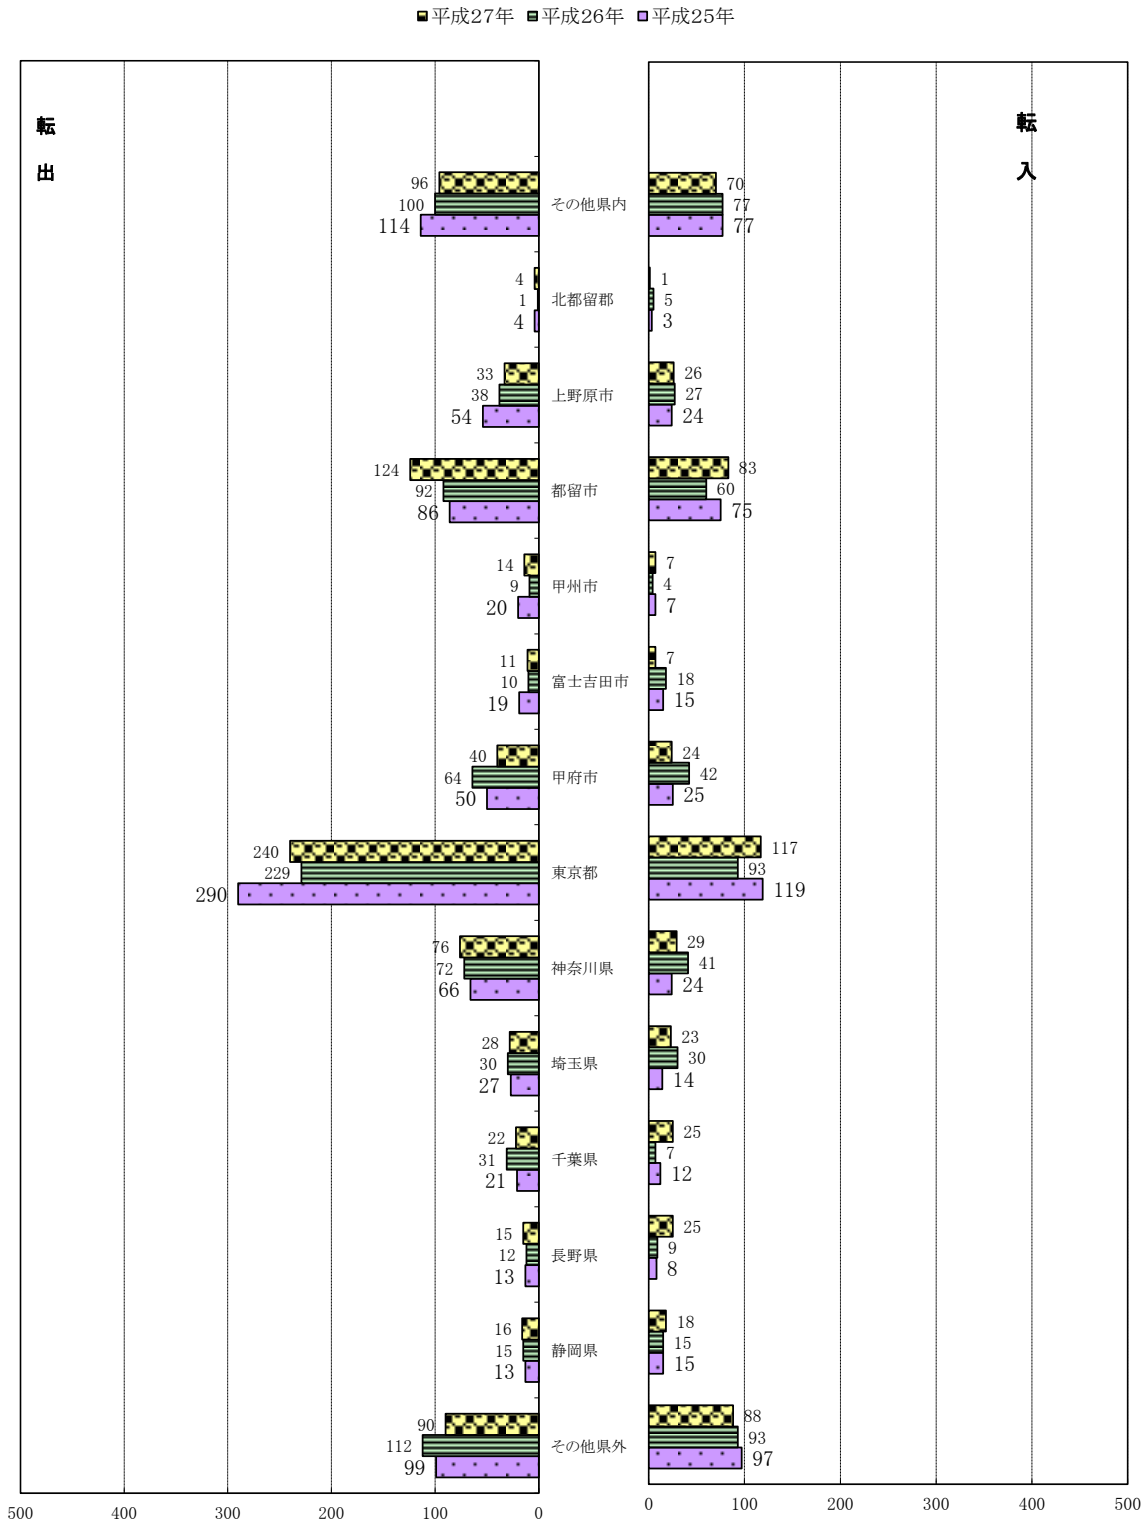 平成27年 平成26年 平成25年
転出
転入
96 その他県内 70
100 77
114 77
4 北都留郡 1
1 5
4 3
33 上野原市 26
38 27
54 24
124 都留市 83
92 60
86 75
14 甲州市 7
9 4
20 7
11 富士吉田市 7
10 18
19 15
40 甲府市 24
64 42
50 25
240 東京都 117
229 93
290 119
76 神奈川県 29
72 41
66 24
28 埼玉県 23
30 30
27 14
22 千葉県 25
31 7
21 12
15 長野県 25
12 9
13 8
16 静岡県 18
15 15
13 15
90 その他県外 88
112 93
99 97
500 400 300 200 100 0 0 100 200 300 400 500